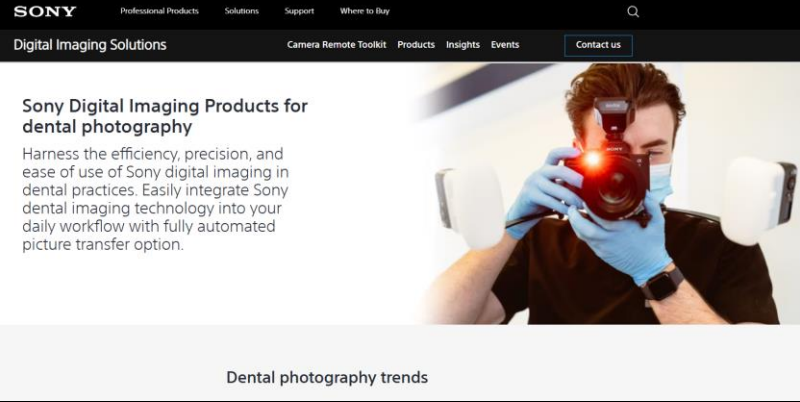 SONY
Professional Products Solutions Support Where to Buy
Digital Imaging Solutions
Camera Remote Toolkit Products Insights Events Contact us
Sony Digital Imaging Products for
dental photography
Harness the efficiency, precision, and
ease of use of Sony digital imaging in
dental practices. Easily integrate Sony
dental imaging technology into your
daily workflow with fully automated
picture transfer option.
SONY
SONY
Dental photography trends